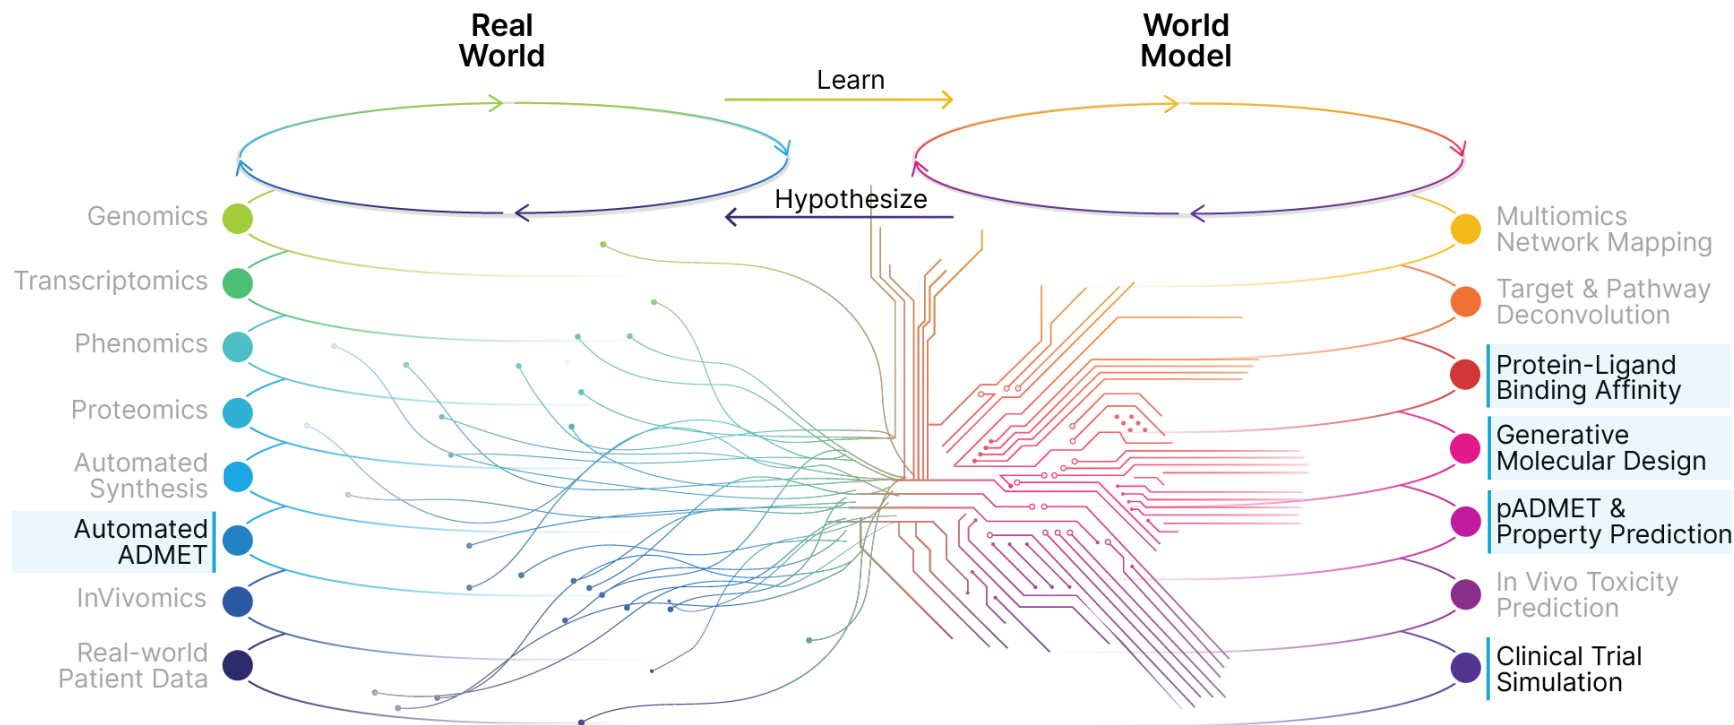 Real
World
World
Model
Learn
Hypothesize
Genomics
Transcriptomics
Phenomics
Proteomics
Automated
Synthesis
Automated
ADMET
InVivomics
Real-world
Patient Data
Multiomics
Network Mapping
Target & Pathway
Deconvolution
Protein-Ligand
Binding Affinity
Generative
Molecular Design
pADMET &
Property Prediction
In Vivo Toxicity
Prediction
Clinical Trial
Simulation